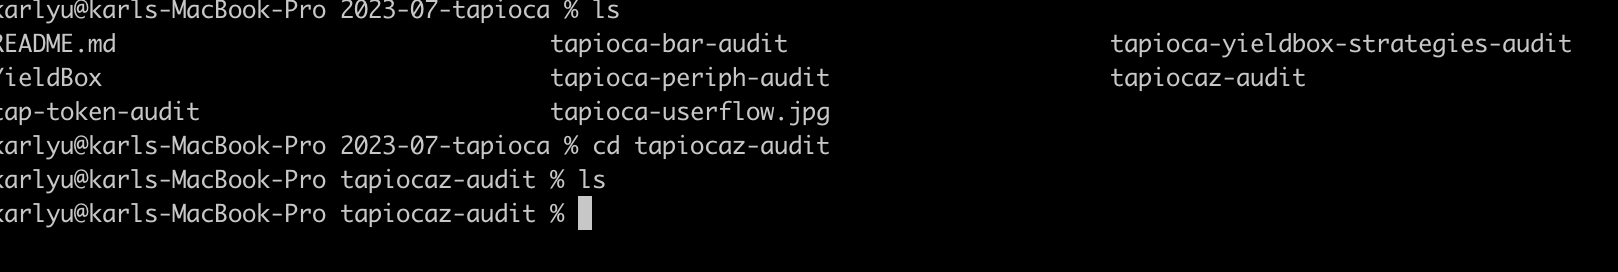 karlyu@karls-MacBook-Pro 2023-07-tapioca % ls
README.md tapioca-bar-audit tapioca-yieldbox-strategies-audit
YieldBox tapioca-periph-audit tapiocaz-audit
tap-token-audit tapioca-userflow.jpg
karlyu@karls-MacBook-Pro 2023-07-tapioca % cd tapiocaz-audit
karlyu@karls-MacBook-Pro tapiocaz-audit % ls
karlyu@karls-MacBook-Pro tapiocaz-audit %